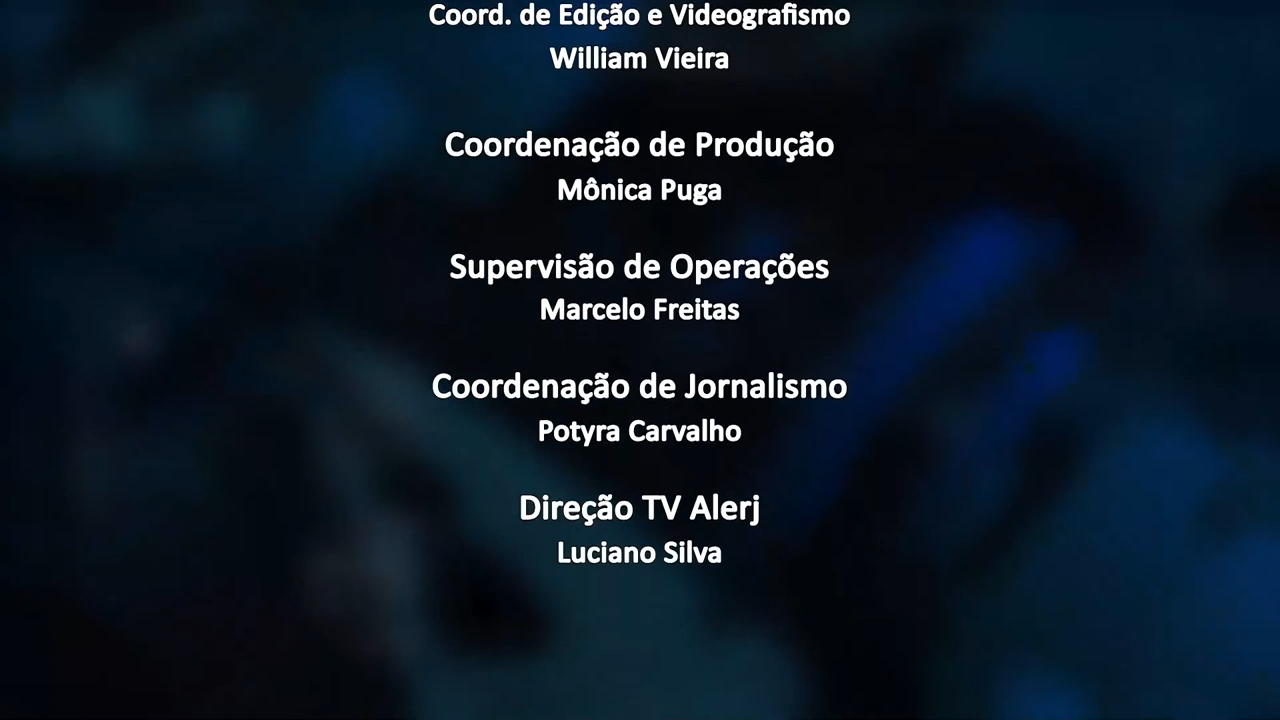 Coord. de Edição e Videografismo
William Vieira
Coordenação de Produção
Mônica Puga
Supervisão de Operações
Marcelo Freitas
Coordenação de Jornalismo
Potyra Carvalho
Direção TV Alerj
Luciano Silva